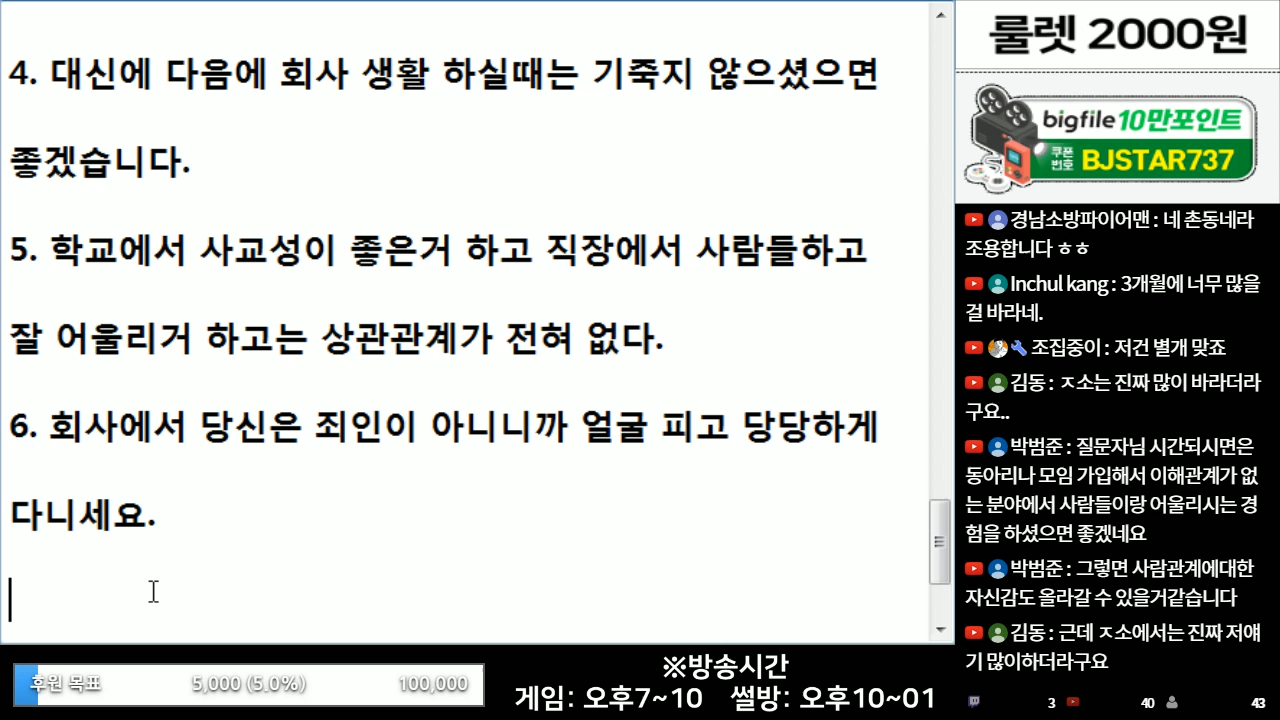 4. 대신에 다음에 회사 생활 하실때는 기죽지 않으셨으면
좋겠습니다.
5. 학교에서 사교성이 좋은거 하고 직장에서 사람들하고
잘 어울리거 하고는 상관관계가 전혀 없다.
6. 회사에서 당신은 죄인이 아니니까 얼굴 피고 당당하게
다니세요.
후원 목표 5,000 (5.0%) 100,000
※방송시간
게임: 오후7~10 썰방: 오후10~01
룰렛 2000원
bigfile 10만포인트
쿠폰
번호 BJSTAR737
경남소방파이어맨 : 네 촌동네라
조용합니다 ㅎㅎ
Inchul kang : 3개월에 너무 많을
걸 바라네.
조집중이 : 저건 별개 맞죠
김동 : ㅈ소는 진짜 많이 바라더라
구요..
박범준 : 질문자님 시간되시면은
동아리나 모임 가입해서 이해관계가 없
는 분야에서 사람들이랑 어울리시는 경
험을 하셨으면 좋겠네요
박범준 : 그렇면 사람관계에대한
자신감도 올라갈 수 있을거같습니다
김동 : 근데 ㅈ소에서는 진짜 저얘
기 많이하더라구요
3 40 43